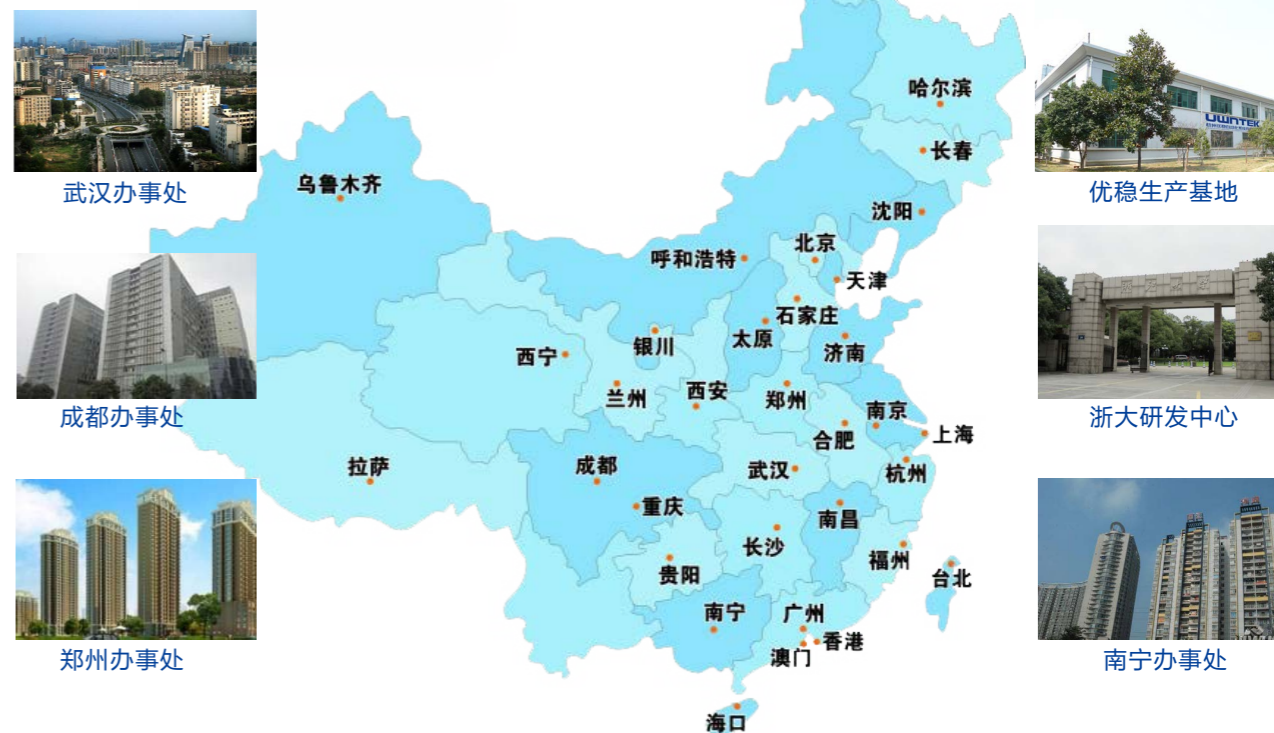 武汉办事处
成都办事处
郑州办事处
哈尔滨
长春
乌鲁木齐
沈阳
北京
呼和浩特
天津
石家庄
太原
银川
济南
西宁
兰州
西安
郑州
南京
合肥
上海
拉萨
成都
武汉
杭州
重庆
南昌
长沙
福州
贵阳
台北
南宁
广州
香港
澳门
海口
UWNTEK
优稳生产基地
浙大研发中心
南宁办事处